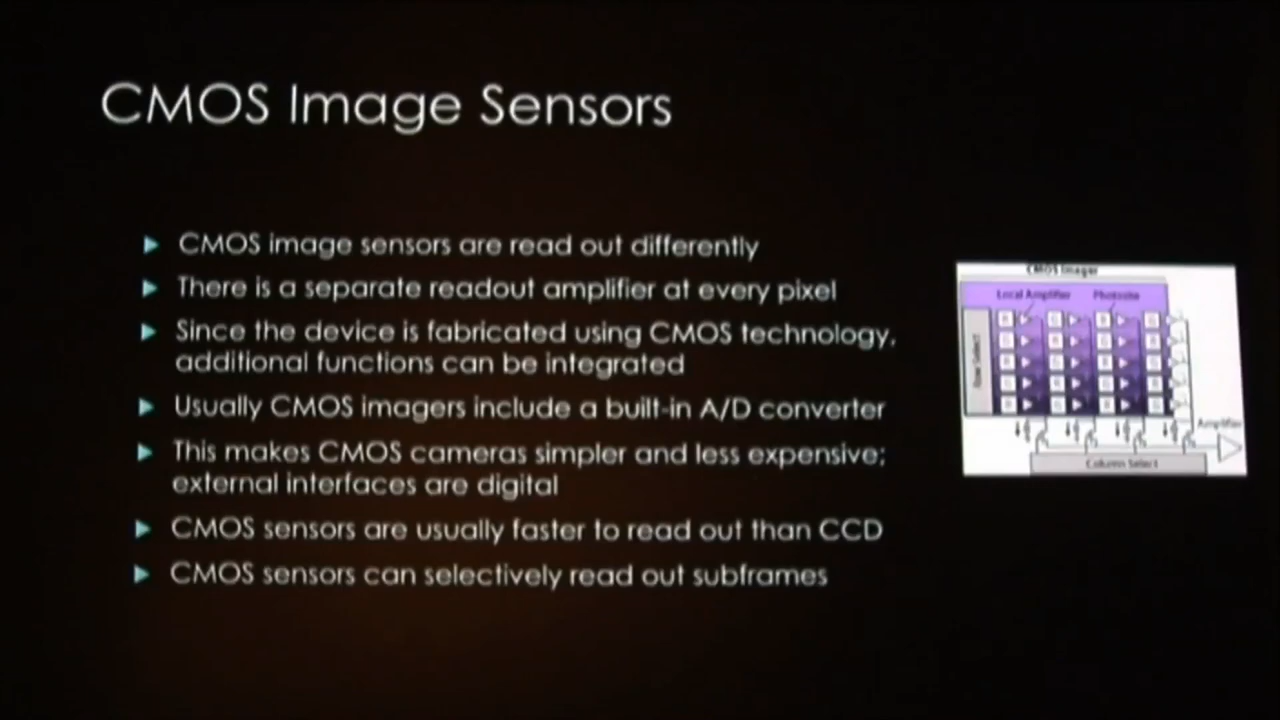 CMOS Image Sensors
CMOS image sensors are read out differently
There is a separate readout amplifier at every pixel
Since the device is fabricated using CMOS technology,
additional functions can be integrated
Usually CMOS imagers include a built-in A/D converter
This makes CMOS cameras simpler and less expensive;
external interfaces are digital
CMOS sensors are usually faster to read out than CCD
CMOS sensors can selectively read out subframes
CMOS Imager
Local Amplifier Photosite
Row Select
Amplifier
Column Select